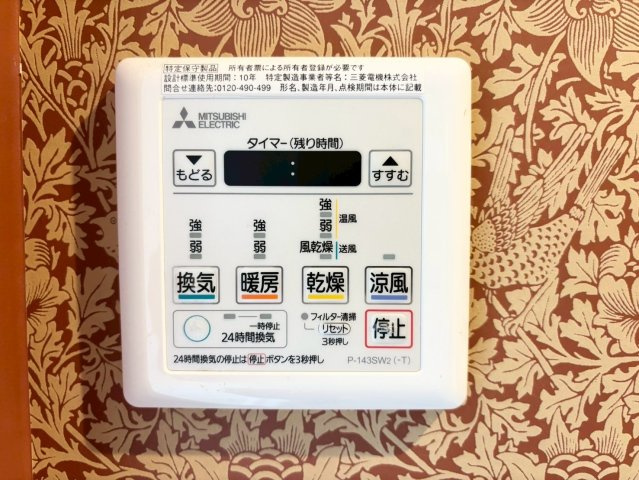 特定保守製品 所有者票による所有者登録が必要です
設計標準使用期間:10年 特定製造事業者等名:三菱電機株式会社
問合せ連絡先:0120-490-499 形名、製造年月、点検期間は本体に記載
MITSUBISHI
ELECTRIC
タイマー(残り時間)
▼
もどる
:
▲
すすむ
強
弱
強
弱
強
弱
温風
風乾燥
送風
換気
暖房
乾燥
涼風
一時停止
24時間換気
フィルター清掃
リセット
3秒押し
停止
24時間換気の停止は停止ボタンを3秒押し
P-143SW2(-T)